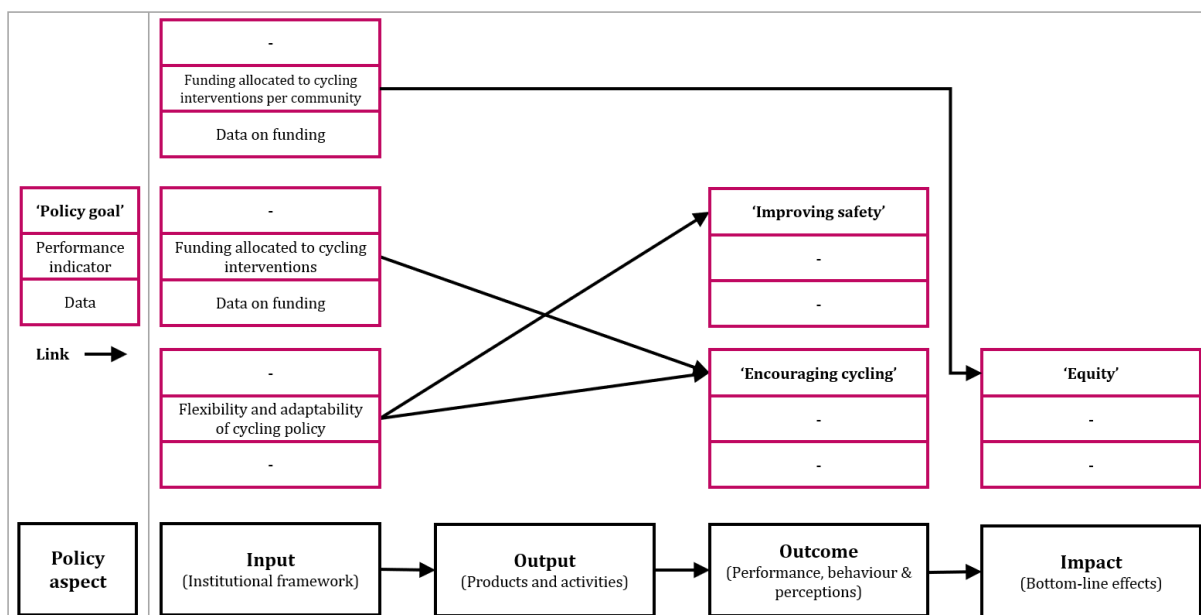 -
Funding allocated to cycling
interventions per community
Data on funding
‘Policy goal’
Performance
indicator
Data
Link
-
Funding allocated to cycling
interventions
Data on funding
-
Flexibility and adaptability
of cycling policy
-
‘Improving safety’
-
-
‘Encouraging cycling’
-
-
‘Equity’
-
-
Policy
aspect
Input
(Institutional framework)
Output
(Products and activities)
Outcome
(Performance, behaviour &
perceptions)
Impact
(Bottom-line effects)